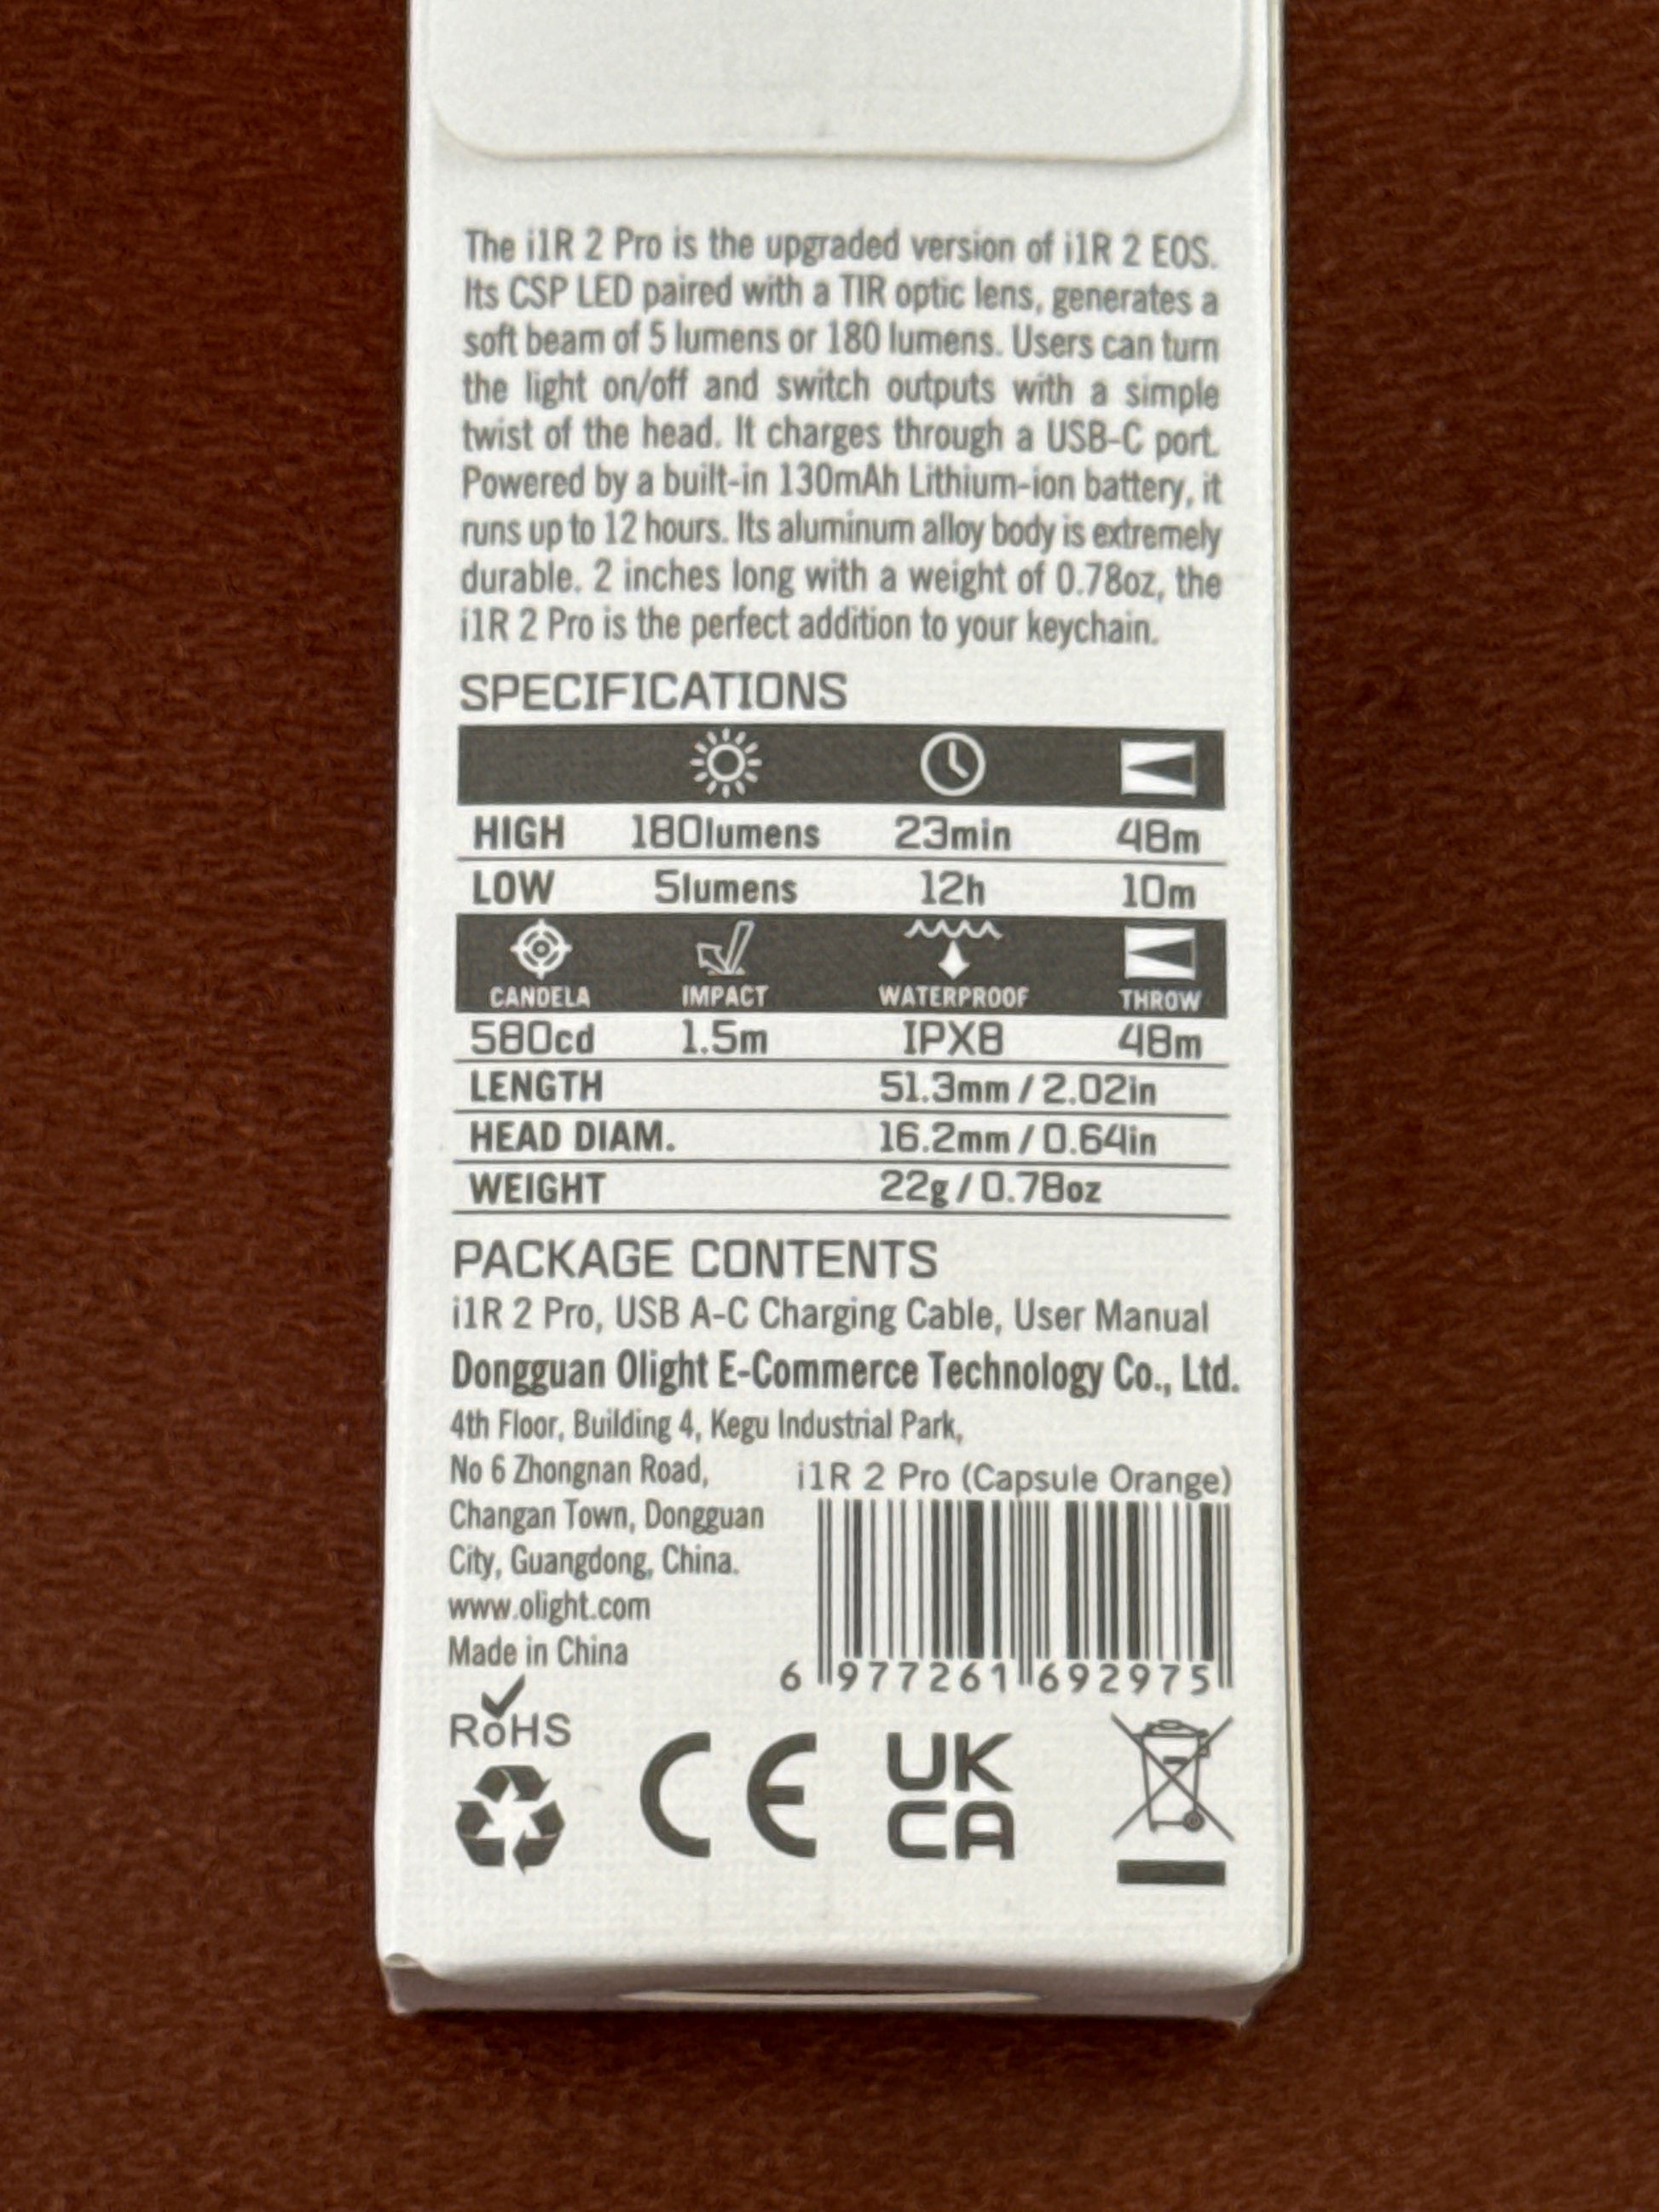 The i1R 2 Pro is the upgraded version of i1R 2 EOS.
Its CSP LED paired with a TIR optic lens, generates a
soft beam of 5 lumens or 180 lumens. Users can turn
the light on/off and switch outputs with a simple
twist of the head. It charges through a USB-C port.
Powered by a built-in 130mAh Lithium-ion battery, it
runs up to 12 hours. Its aluminum alloy body is extremely
durable. 2 inches long with a weight of 0.78oz, the
i1R 2 Pro is the perfect addition to your keychain.
SPECIFICATIONS
HIGH 180lumens 23min 48m
LOW 5lumens 12h 10m
CANDELA IMPACT WATERPROOF THROW
580cd 1.5m IPX8 48m
LENGTH 51.3mm / 2.02in
HEAD DIAM. 16.2mm / 0.64in
WEIGHT 22g / 0.78oz
PACKAGE CONTENTS
i1R 2 Pro, USB A-C Charging Cable, User Manual
Dongguan Olight E-Commerce Technology Co., Ltd.
4th Floor, Building 4, Kegu Industrial Park,
No 6 Zhongnan Road,
Changan Town, Dongguan
City, Guangdong, China.
www.olight.com
Made in China
i1R 2 Pro (Capsule Orange)
6 977261 692975
RoHS
CE
UK
CA